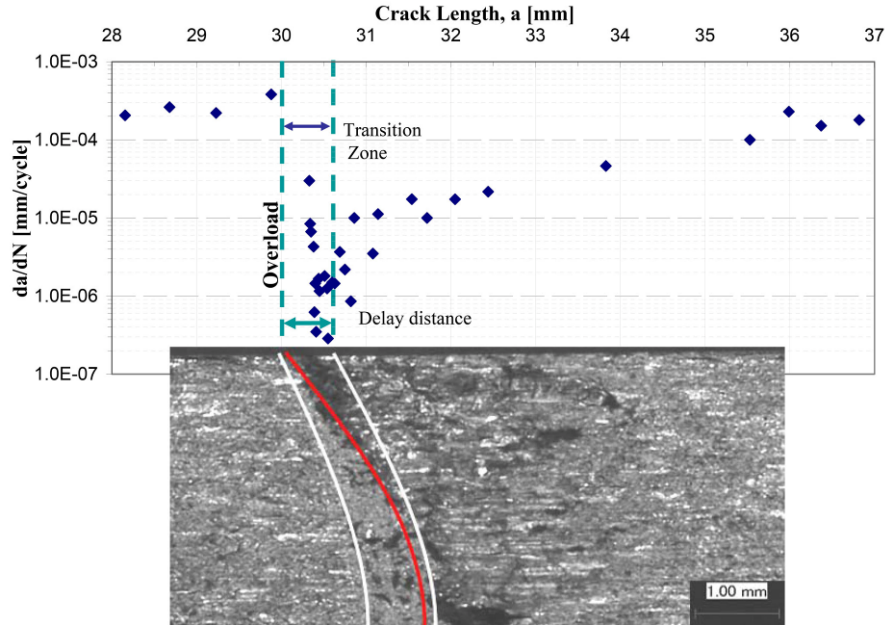 Crack Length, a [mm]
28 29 30 31 32 33 34 35 36 37
1.0E-03
1.0E-04
1.0E-05
1.0E-06
1.0E-07
da/dN [mm/cycle]
Overload
Transition
Zone
Delay distance
1.00 mm